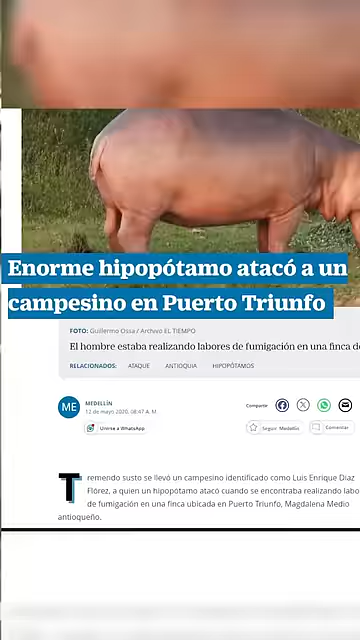 Enorme hipopótamo atacó a un
campesino en Puerto Triunfo
FOTO: Guillermo Ossa / Archivo EL TIEMPO
El hombre estaba realizando labores de fumigación en una finca d
RELACIONADOS: ATAQUE ANTIOQUIA HIPOPÓTAMOS
ME
MEDELLÍN
12 de mayo 2020, 08:47 A. M.
Unirse a WhatsApp
Compartir
Seguir Medellín
Comentar
Tremendo susto se llevó un campesino identificado como Luis Enrique Díaz
Flórez, a quien un hipopótamo atacó cuando se encontraba realizando labo
de fumigación en una finca ubicada en Puerto Triunfo, Magdalena Medio
antioqueño.